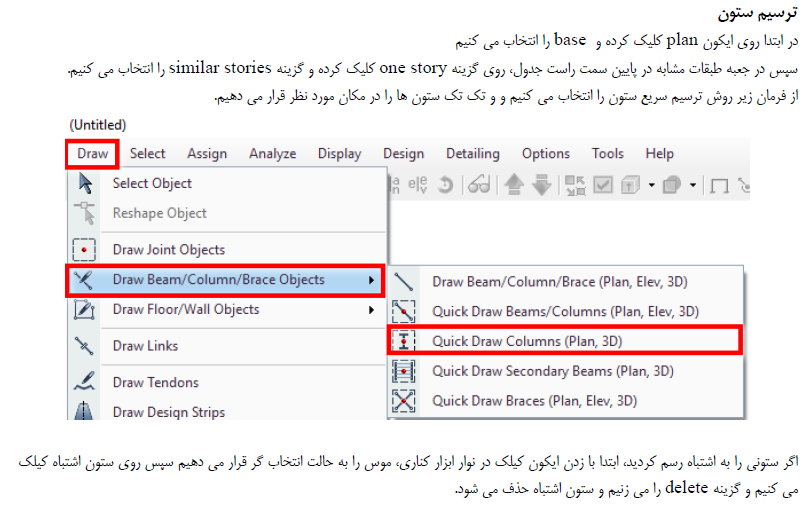 ترسیم ستون
در ابتدا روی ایکون plan کلیک کرده و base را انتخاب می کنیم
سپس در جعبه طبقات مشابه در پایین سمت راست جدول، روی گزینه one story کلیک کرده و گزینه similar stories را انتخاب می کنیم.
از فرمان زیر روش ترسیم سریع ستون را انتخاب می کنیم و و تک تک ستون ها را در مکان مورد نظر قرار می دهیم.
(Untitled)
Draw Select Assign Analyze Display Design Detailing Options Tools Help
Select Object
Reshape Object
Draw Joint Objects
Draw Beam/Column/Brace Objects
Draw Floor/Wall Objects
Draw Links
Draw Tendons
Draw Design Strips
Draw Beam/Column/Brace (Plan, Elev, 3D)
Quick Draw Beams/Columns (Plan, Elev, 3D)
Quick Draw Columns (Plan, 3D)
Quick Draw Secondary Beams (Plan, 3D)
Quick Draw Braces (Plan, Elev, 3D)
اگر ستونی را به اشتباه رسم کردید، ابتدا با زدن ایکون کیلک در نوار ابزار کناری، موس را به حالت انتخاب گر قرار می دهیم سپس روی ستون اشتباه کیلک
می کنیم و گزینه delete را می زنیم و ستون اشتباه حذف می شود.